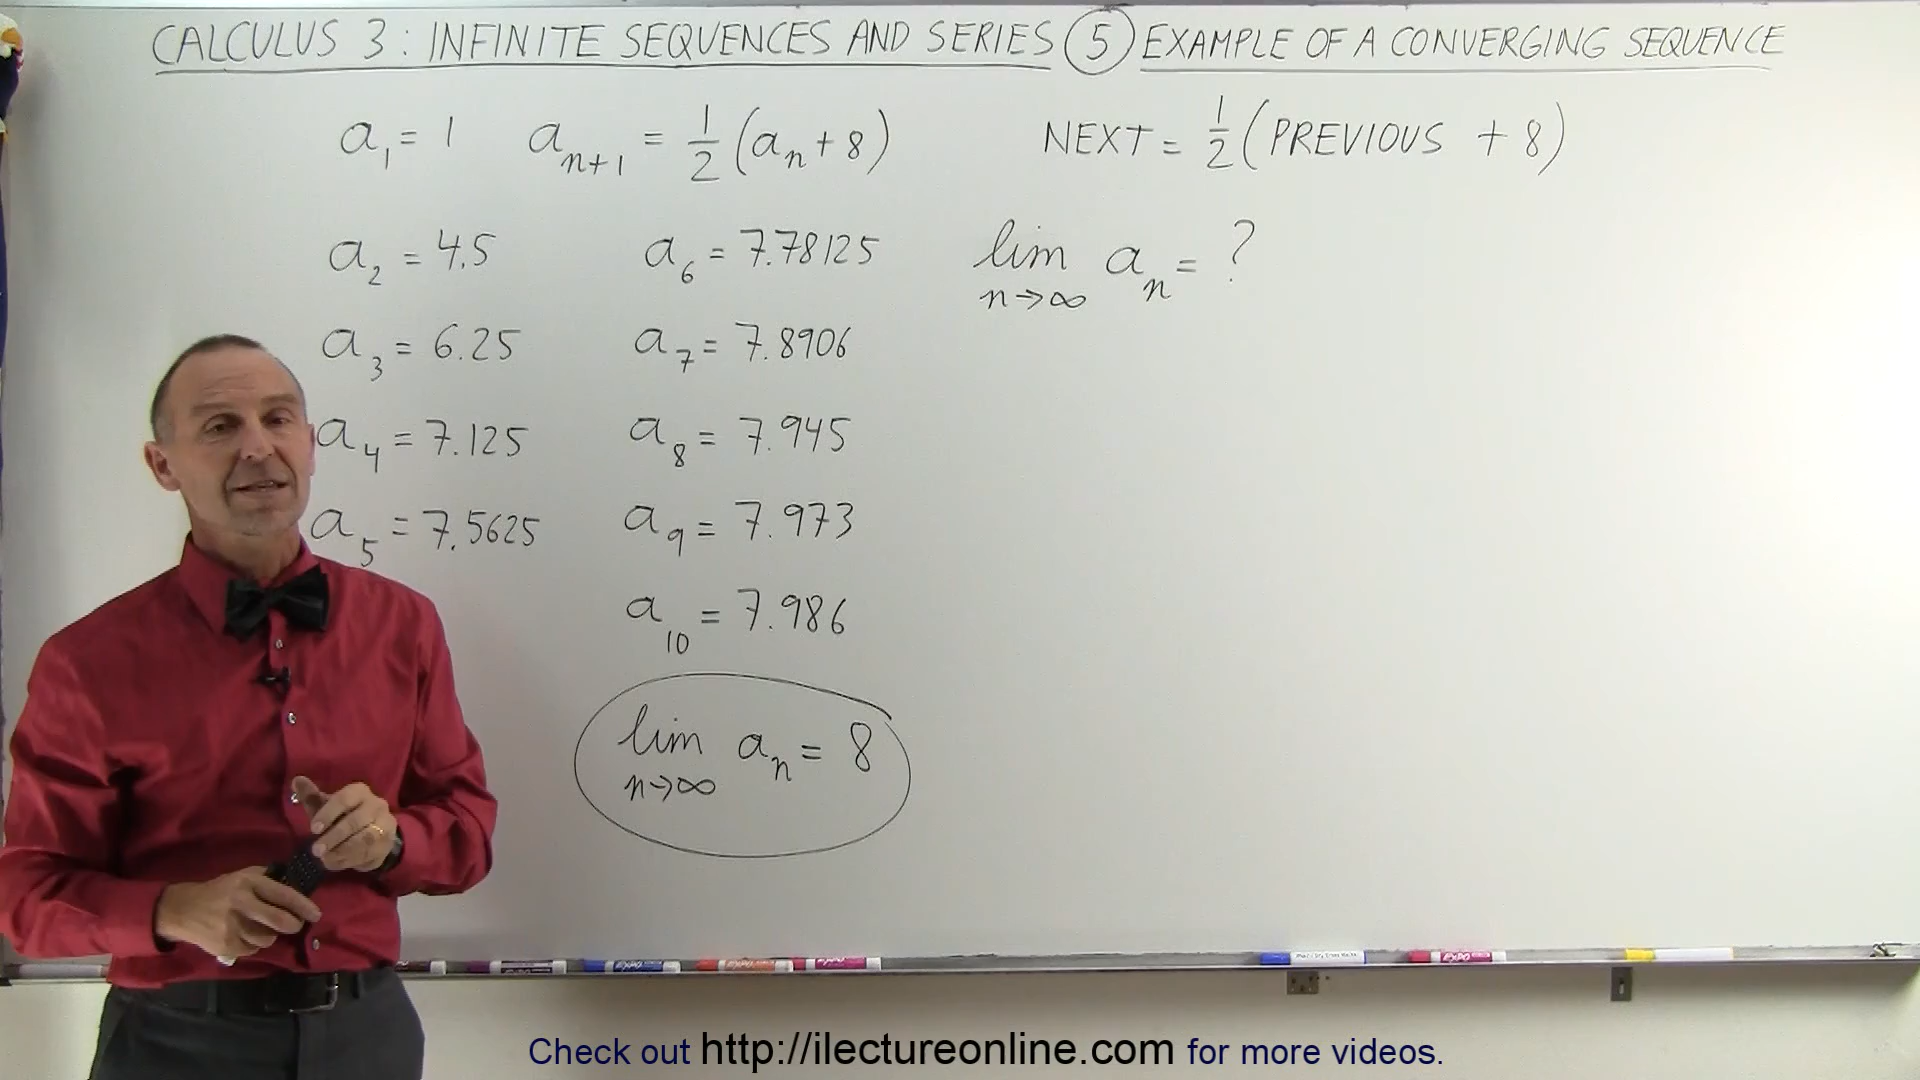 CALCULUS 3: INFINITE SEQUENCES AND SERIES ⑤ EXAMPLE OF A CONVERGING SEQUENCE
a₁ = 1 aₙ₊₁ = 1/2 (aₙ + 8) NEXT = 1/2 (PREVIOUS + 8)
a₂ = 4.5 a₆ = 7.78125 lim n→∞ aₙ = ?
a₃ = 6.25 a₇ = 7.8906
a₄ = 7.125 a₈ = 7.945
a₅ = 7.5625 a₉ = 7.973
a₁₀ = 7.986
lim n→∞ aₙ = 8
Check out http://ilectureonline.com for more videos.